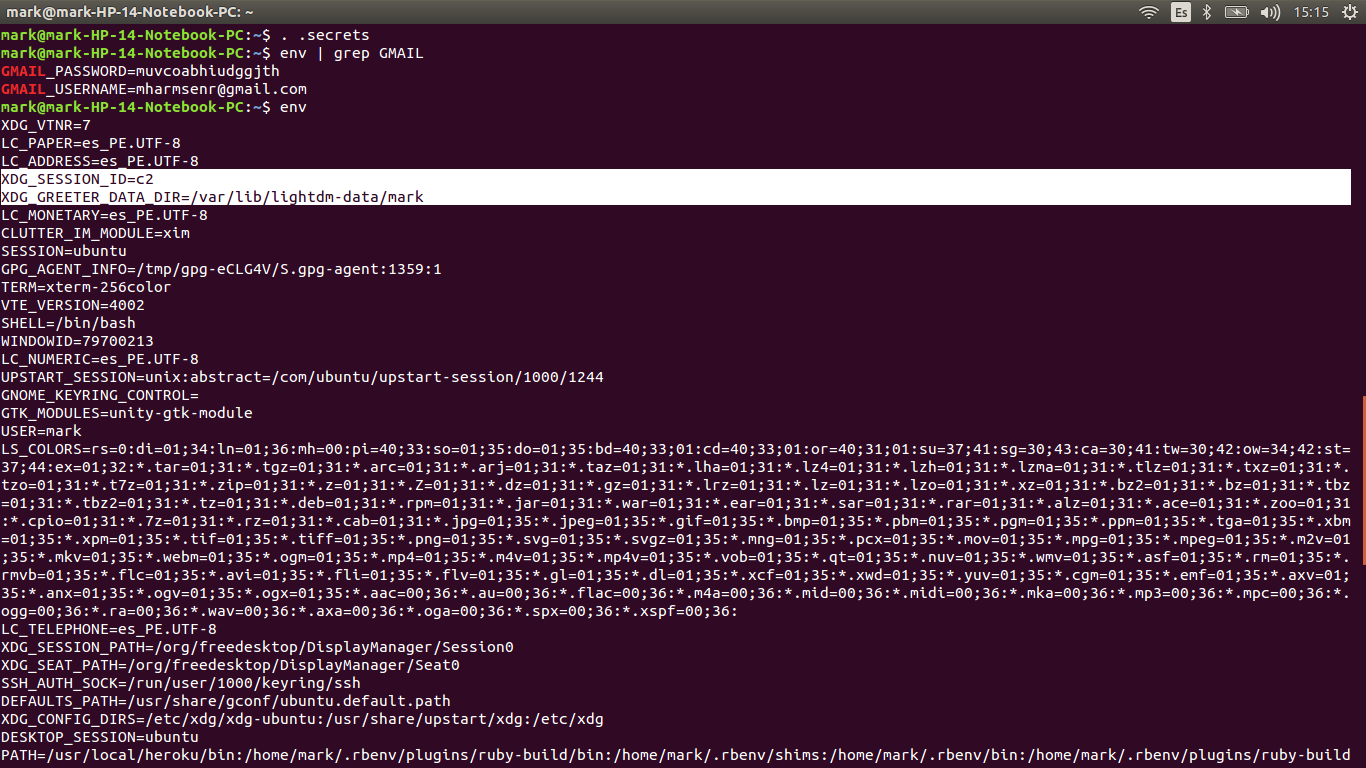 mark@mark-HP-14-Notebook-PC: ~
Es 15:15
mark@mark-HP-14-Notebook-PC:~$ . .secrets
mark@mark-HP-14-Notebook-PC:~$ env | grep GMAIL
GMAIL_PASSWORD=muvcoabhiudggjth
GMAIL_USERNAME=mharmsenr@gmail.com
mark@mark-HP-14-Notebook-PC:~$ env
XDG_VTNR=7
LC_PAPER=es_PE.UTF-8
LC_ADDRESS=es_PE.UTF-8
XDG_SESSION_ID=c2
XDG_GREETER_DATA_DIR=/var/lib/lightdm-data/mark
LC_MONETARY=es_PE.UTF-8
CLUTTER_IM_MODULE=xim
SESSION=ubuntu
GPG_AGENT_INFO=/tmp/gpg-eCLG4V/S.gpg-agent:1359:1
TERM=xterm-256color
VTE_VERSION=4002
SHELL=/bin/bash
WINDOWID=79700213
LC_NUMERIC=es_PE.UTF-8
UPSTART_SESSION=unix:abstract=/com/ubuntu/upstart-session/1000/1244
GNOME_KEYRING_CONTROL=
GTK_MODULES=unity-gtk-module
USER=mark
LS_COLORS=rs=0:di=01;34:ln=01;36:mh=00:pi=40;33:so=01;35:do=01;35:bd=40;33;01:cd=40;33;01:or=40;31;01:su=37;41:sg=30;43:ca=30;41:tw=30;42:ow=34;42:st=
37;44:ex=01;32:*.tar=01;31:*.tgz=01;31:*.arc=01;31:*.arj=01;31:*.taz=01;31:*.lha=01;31:*.lz4=01;31:*.lzh=01;31:*.lzma=01;31:*.tlz=01;31:*.txz=01;31:*.
tzo=01;31:*.t7z=01;31:*.zip=01;31:*.z=01;31:*.Z=01;31:*.dz=01;31:*.gz=01;31:*.lrz=01;31:*.lz=01;31:*.lzo=01;31:*.xz=01;31:*.bz2=01;31:*.bz=01;31:*.tbz
=01;31:*.tbz2=01;31:*.tz=01;31:*.deb=01;31:*.rpm=01;31:*.jar=01;31:*.war=01;31:*.ear=01;31:*.sar=01;31:*.rar=01;31:*.alz=01;31:*.ace=01;31:*.zoo=01;31
:*.cpio=01;31:*.7z=01;31:*.rz=01;31:*.cab=01;31:*.jpg=01;35:*.jpeg=01;35:*.gif=01;35:*.bmp=01;35:*.pbm=01;35:*.pgm=01;35:*.ppm=01;35:*.tga=01;35:*.xbm
=01;35:*.xpm=01;35:*.tif=01;35:*.tiff=01;35:*.png=01;35:*.svg=01;35:*.svgz=01;35:*.mng=01;35:*.pcx=01;35:*.mov=01;35:*.mpg=01;35:*.mpeg=01;35:*.m2v=01
;35:*.mkv=01;35:*.webm=01;35:*.ogm=01;35:*.mp4=01;35:*.m4v=01;35:*.mp4v=01;35:*.vob=01;35:*.qt=01;35:*.nuv=01;35:*.wmv=01;35:*.asf=01;35:*.rm=01;35:*.
rmvb=01;35:*.flc=01;35:*.avi=01;35:*.fli=01;35:*.flv=01;35:*.gl=01;35:*.dl=01;35:*.xcf=01;35:*.xwd=01;35:*.yuv=01;35:*.cgm=01;35:*.emf=01;35:*.axv=01;
35:*.anx=01;35:*.ogv=01;35:*.ogx=01;35:*.aac=00;36:*.au=00;36:*.flac=00;36:*.m4a=00;36:*.mid=00;36:*.midi=00;36:*.mka=00;36:*.mp3=00;36:*.mpc=00;36:*.
ogg=00;36:*.ra=00;36:*.wav=00;36:*.axa=00;36:*.oga=00;36:*.spx=00;36:*.xspf=00;36:
LC_TELEPHONE=es_PE.UTF-8
XDG_SESSION_PATH=/org/freedesktop/DisplayManager/Session0
XDG_SEAT_PATH=/org/freedesktop/DisplayManager/Seat0
SSH_AUTH_SOCK=/run/user/1000/keyring/ssh
DEFAULTS_PATH=/usr/share/gconf/ubuntu.default.path
XDG_CONFIG_DIRS=/etc/xdg/xdg-ubuntu:/usr/share/upstart/xdg:/etc/xdg
DESKTOP_SESSION=ubuntu
PATH=/usr/local/heroku/bin:/home/mark/.rbenv/plugins/ruby-build/bin:/home/mark/.rbenv/shims:/home/mark/.rbenv/bin:/home/mark/.rbenv/plugins/ruby-build